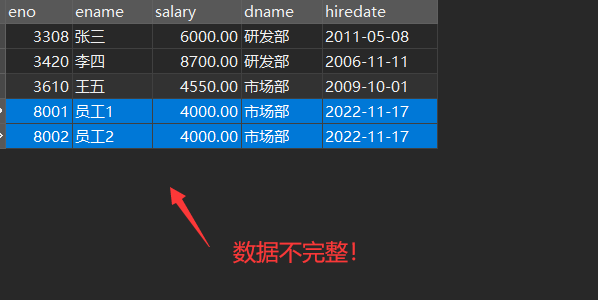 eno ename salary dname hiredate
3308 张三 6000.00 研发部 2011-05-08
3420 李四 8700.00 研发部 2006-11-11
3610 王五 4550.00 市场部 2009-10-01
8001 员工1 4000.00 市场部 2022-11-17
8002 员工2 4000.00 市场部 2022-11-17
数据不完整！